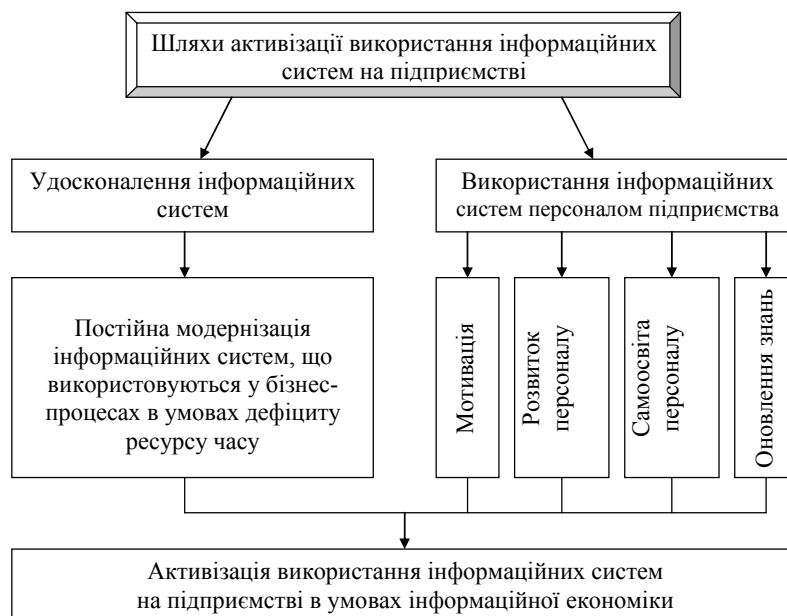 Шляхи активізації використання інформаційних
систем на підприємстві
Удосконалення інформаційних
систем
Використання інформаційних
систем персоналом підприємства
Постійна модернізація
інформаційних систем, що
використовуються у бізнес-
процесах в умовах дефіциту
ресурсу часу
Мотивація
Розвиток
персоналу
Самоосвіта
персоналу
Оновлення знань
Активізація використання інформаційних систем
на підприємстві в умовах інформаційної економіки